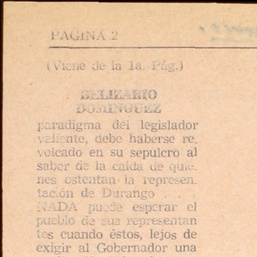 PAGINA 2
(Viene de la 1a. Pág.)
BELIZARIO
DOMINGUEZ
paradigma del legislador
valiente, debe haberse re
volcado en su sepulcro al
saber de la caida de quie
nes ostentan la represen
tación de Durango
NADA puede esperar el
pueblo de sus representan
tes cuando éstos, lejos de
exigir al Gobernador una